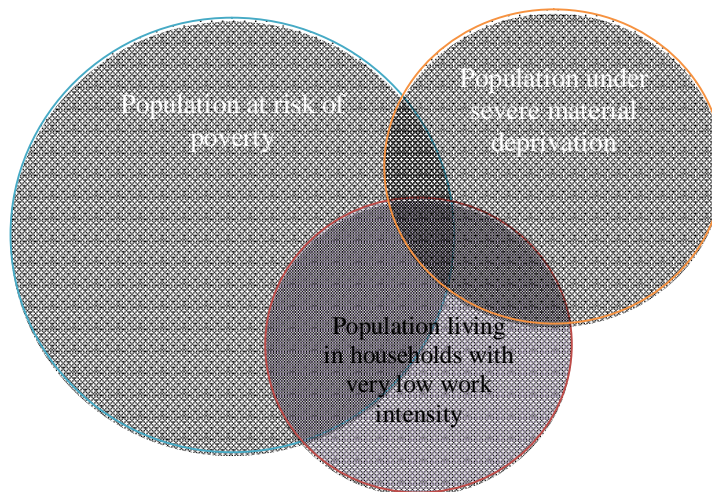 Population at risk of
poverty
Population under
severe material
deprivation
Population living
in households with
very low work
intensity